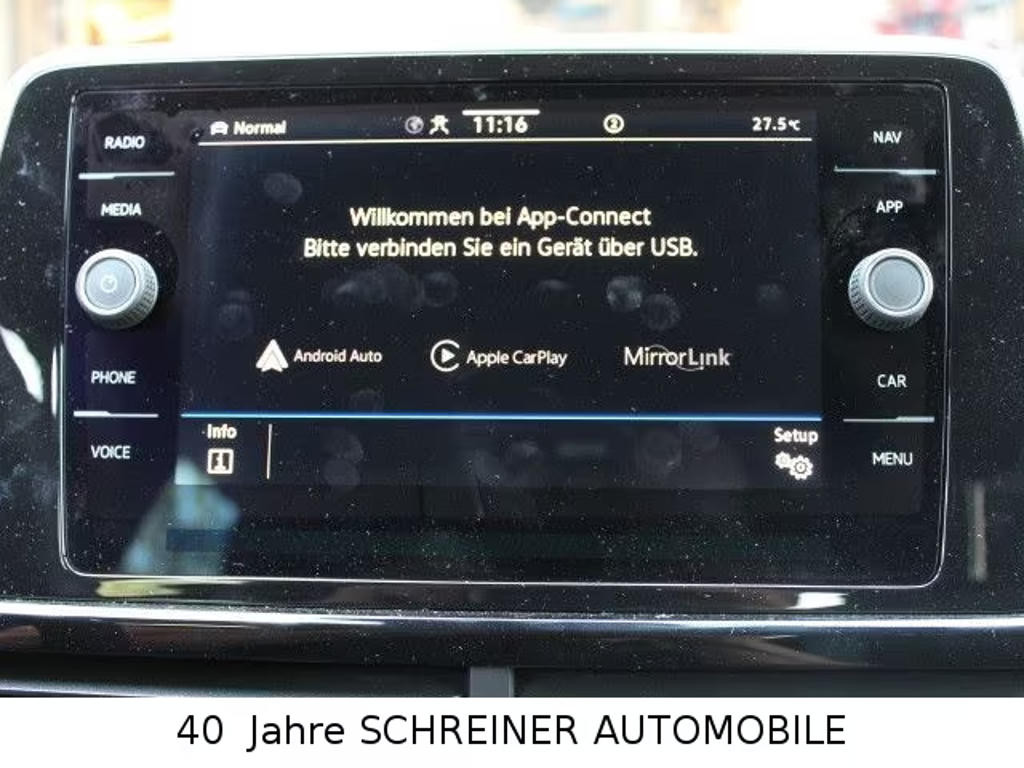 RADIO
MEDIA
PHONE
VOICE
Normal
11:16
2
27.5°C
Willkommen bei App-Connect
Bitte verbinden Sie ein Gerät über USB.
Android Auto
Apple CarPlay
MirrorLink
Info
Setup
NAV
APP
CAR
MENU
40 Jahre SCHREINER AUTOMOBILE